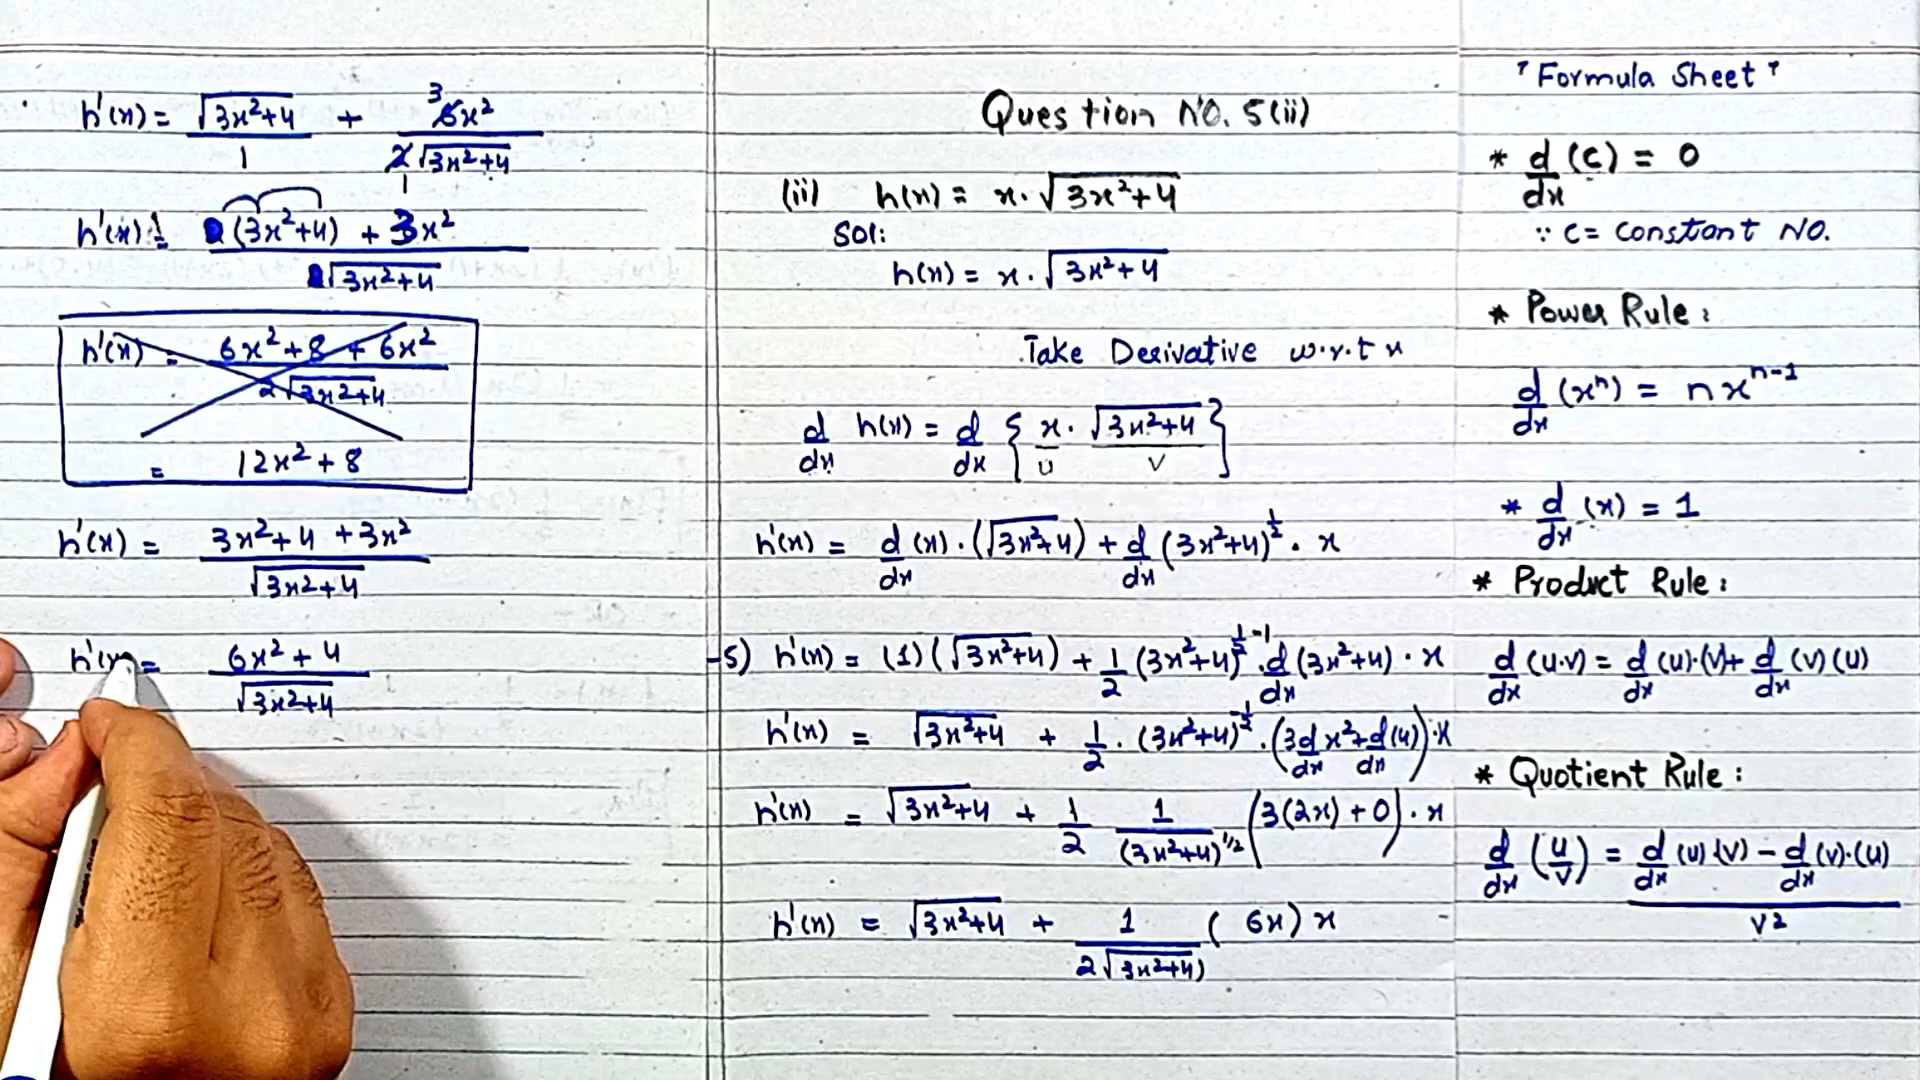 h'(x) = √(3x²+4)/1 + 3 6x²/2√(3x²+4) 1
h'(x) = (3x²+4) + 3x² / √(3x²+4)
h'(x) = 6x²+8 + 6x² / 2√(3x²+4)
= 12x²+8
h'(x) = 3x²+4+3x² / √(3x²+4)
h'(x) = 6x²+4 / √(3x²+4)
Question NO. 5(ii)
(ii) h(x) = x·√(3x²+4)
Sol:
h(x) = x·√(3x²+4)
Take Derivative w.r.t x
d/dx h(x) = d/dx { x · √(3x²+4) }
u v
h'(x) = d/dx (x)·(√(3x²+4)) + d/dx (3x²+4)^(1/2) · x
-5) h'(x) = (1)(√(3x²+4)) + 1/2 (3x²+4)^(1/2-1) · d/dx (3x²+4) · x
h'(x) = √(3x²+4) + 1/2 · (3x²+4)^(-1/2) · (3 d/dx x² + d/dx (4)) · x
h'(x) = √(3x²+4) + 1/2 1/(3x²+4)^(1/2) (3(2x)+0) · x
h'(x) = √(3x²+4) + 1/(2√(3x²+4)) (6x) x
"Formula Sheet"
* d/dx (c) = 0
∵ c = constant NO.
* Power Rule:
d/dx (xⁿ) = n xⁿ⁻¹
* d/dx (x) = 1
* Product Rule:
d/dx (u·v) = d/dx (u)·(v) + d/dx (v)(u)
* Quotient Rule:
d/dx (u/v) = d/dx (u)·(v) − d/dx (v)·(u) / v²